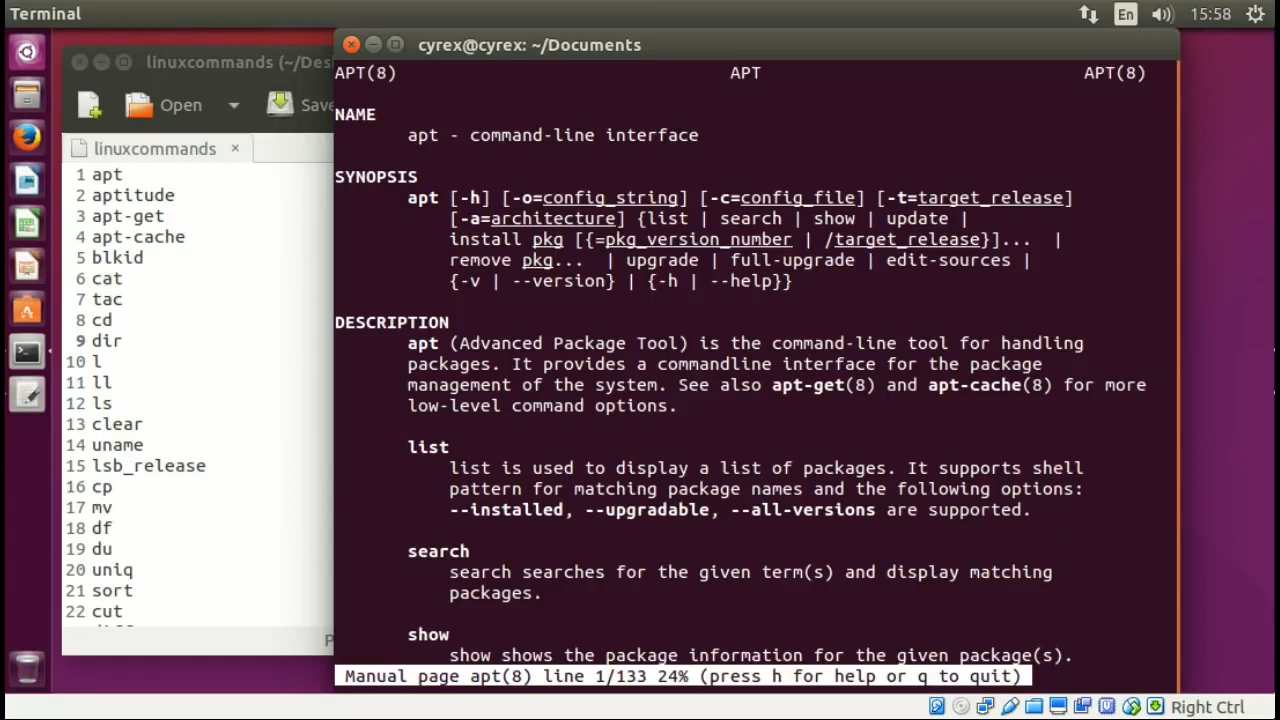 Terminal
En
15:58
linuxcommands (~/Des
Open
Save
linuxcommands ×
1 apt
2 aptitude
3 apt-get
4 apt-cache
5 blkid
6 cat
7 tac
8 cd
9 dir
10 l
11 ll
12 ls
13 clear
14 uname
15 lsb_release
16 cp
17 mv
18 df
19 du
20 uniq
21 sort
22 cut
cyrex@cyrex: ~/Documents
APT(8) APT APT(8)
NAME
apt - command-line interface
SYNOPSIS
apt [-h] [-o=config_string] [-c=config_file] [-t=target_release]
[-a=architecture] {list | search | show | update |
install pkg [{=pkg_version_number | /target_release}]... |
remove pkg... | upgrade | full-upgrade | edit-sources |
{-v | --version} | {-h | --help}}
DESCRIPTION
apt (Advanced Package Tool) is the command-line tool for handling
packages. It provides a commandline interface for the package
management of the system. See also apt-get(8) and apt-cache(8) for more
low-level command options.
list
list is used to display a list of packages. It supports shell
pattern for matching package names and the following options:
--installed, --upgradable, --all-versions are supported.
search
search searches for the given term(s) and display matching
packages.
show
show shows the package information for the given package(s).
Manual page apt(8) line 1/133 24% (press h for help or q to quit)
Right Ctrl